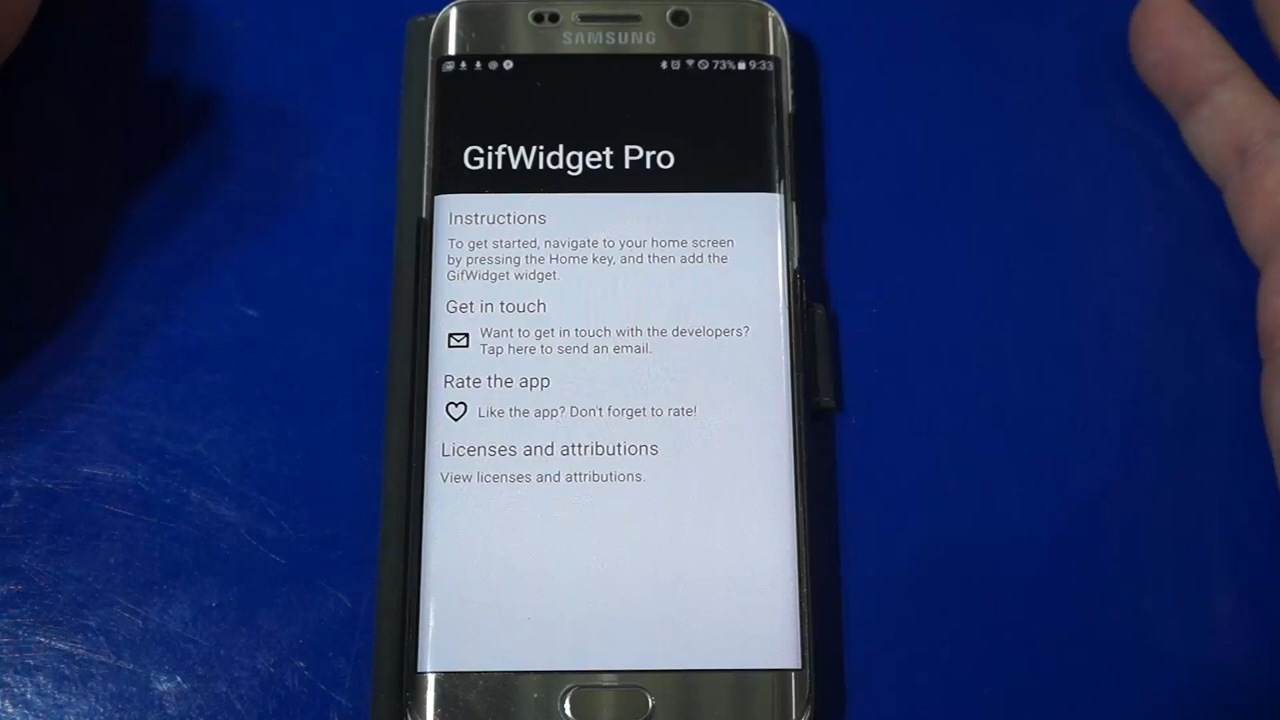 SAMSUNG
73% 9:33
GifWidget Pro
Instructions
To get started, navigate to your home screen
by pressing the Home key, and then add the
GifWidget widget.
Get in touch
Want to get in touch with the developers?
Tap here to send an email.
Rate the app
Like the app? Don't forget to rate!
Licenses and attributions
View licenses and attributions.